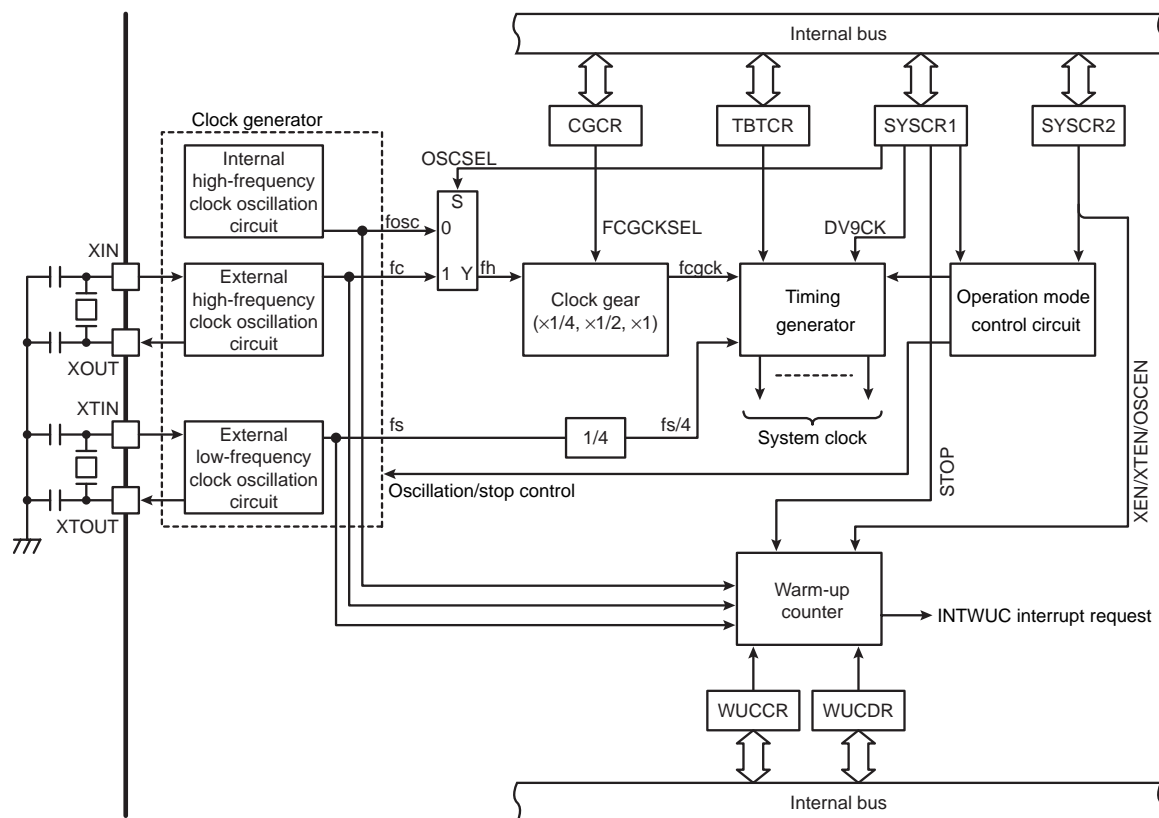 Internal bus
CGCR
TBTCR
SYSCR1
SYSCR2
Clock generator
Internal
high-frequency
clock oscillation
circuit
OSCSEL
S
fosc
0
FCGCKSEL
DV9CK
XIN
External
high-frequency
clock oscillation
circuit
fc
1 Y
fh
Clock gear
(×1/4, ×1/2, ×1)
fcgck
Timing
generator
Operation mode
control circuit
XOUT
XTIN
External
low-frequency
clock oscillation
circuit
fs
1/4
fs/4
System clock
XTOUT
Oscillation/stop control
STOP
XEN/XTEN/OSCEN
Warm-up
counter
INTWUC interrupt request
WUCCR
WUCDR
Internal bus